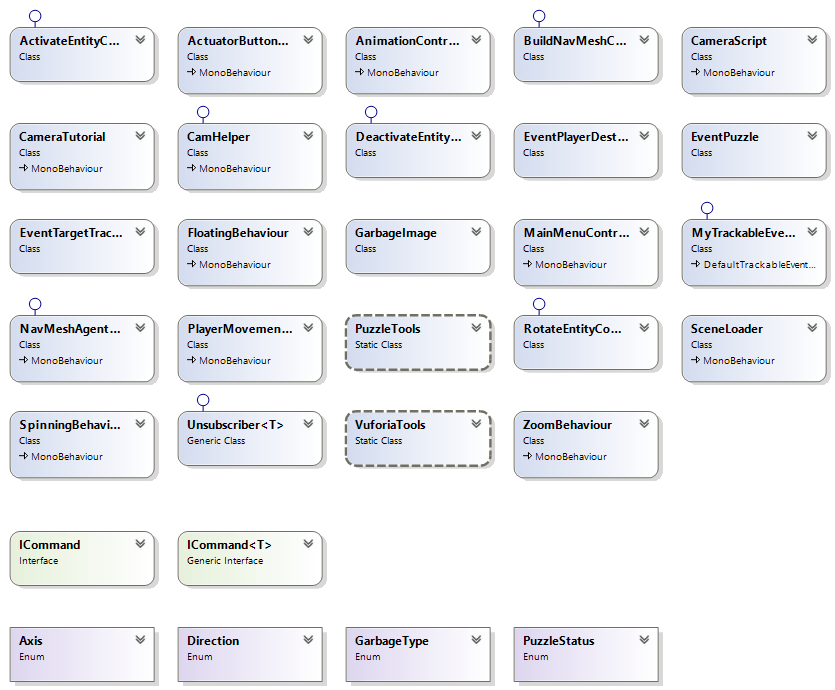 ActivateEntityC...
Class
ActuatorButton...
Class
MonoBehaviour
AnimationContr...
Class
MonoBehaviour
BuildNavMeshC...
Class
CameraScript
Class
MonoBehaviour
CameraTutorial
Class
MonoBehaviour
CamHelper
Class
MonoBehaviour
DeactivateEntity...
Class
EventPlayerDest...
Class
EventPuzzle
Class
EventTargetTrac...
Class
FloatingBehaviour
Class
MonoBehaviour
GarbageImage
Class
MainMenuContr...
Class
MonoBehaviour
MyTrackableEve...
Class
DefaultTrackableEvent...
NavMeshAgent...
Class
MonoBehaviour
PlayerMovemen...
Class
MonoBehaviour
PuzzleTools
Static Class
RotateEntityCo...
Class
SceneLoader
Class
MonoBehaviour
SpinningBehavi...
Class
MonoBehaviour
Unsubscriber<T>
Generic Class
VuforiaTools
Static Class
ZoomBehaviour
Class
MonoBehaviour
ICommand
Interface
ICommand<T>
Generic Interface
Axis
Enum
Direction
Enum
GarbageType
Enum
PuzzleStatus
Enum